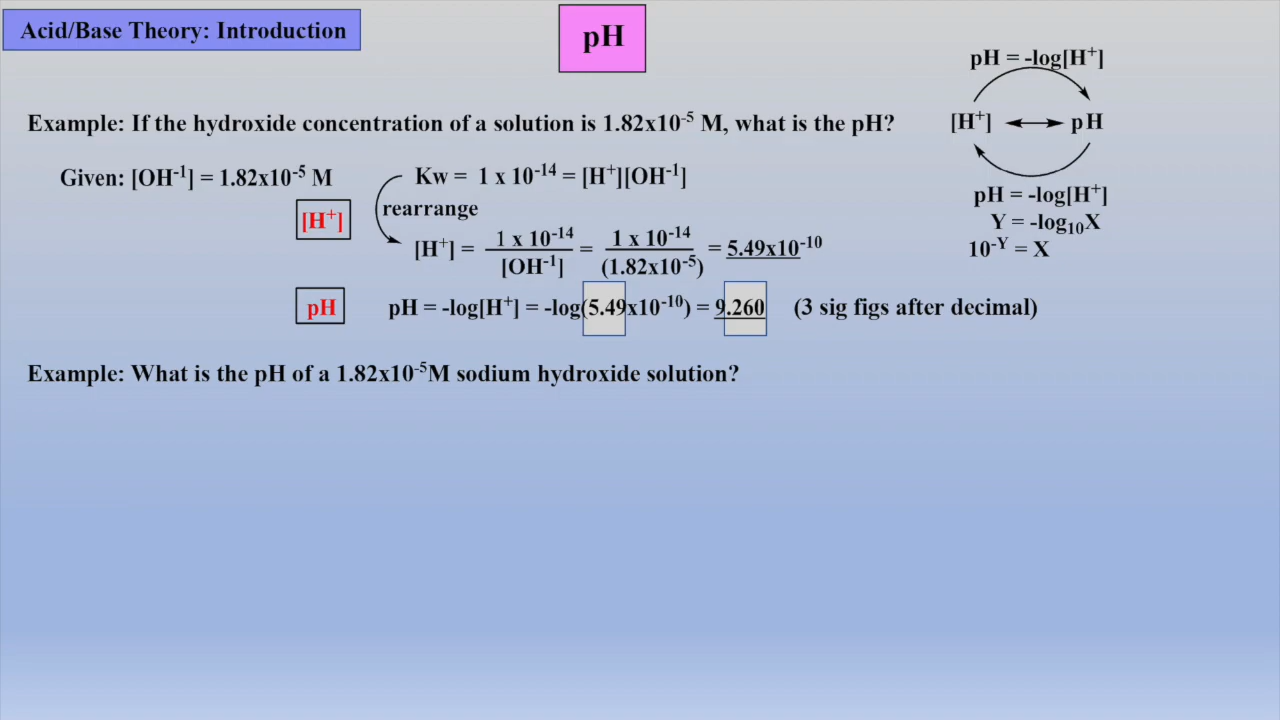 Acid/Base Theory: Introduction
pH
pH = -log[H⁺]
[H⁺] ⟷ pH
pH = -log[H⁺]
Y = -log₁₀X
10⁻ʸ = X
Example: If the hydroxide concentration of a solution is 1.82x10⁻⁵ M, what is the pH?
Given: [OH⁻¹] = 1.82x10⁻⁵ M
Kw = 1 x 10⁻¹⁴ = [H⁺][OH⁻¹]
rearrange
[H⁺]
[H⁺] = 1 x 10⁻¹⁴ / [OH⁻¹] = 1 x 10⁻¹⁴ / (1.82x10⁻⁵) = 5.49x10⁻¹⁰
pH
pH = -log[H⁺] = -log(5.49x10⁻¹⁰) = 9.260 (3 sig figs after decimal)
Example: What is the pH of a 1.82x10⁻⁵M sodium hydroxide solution?